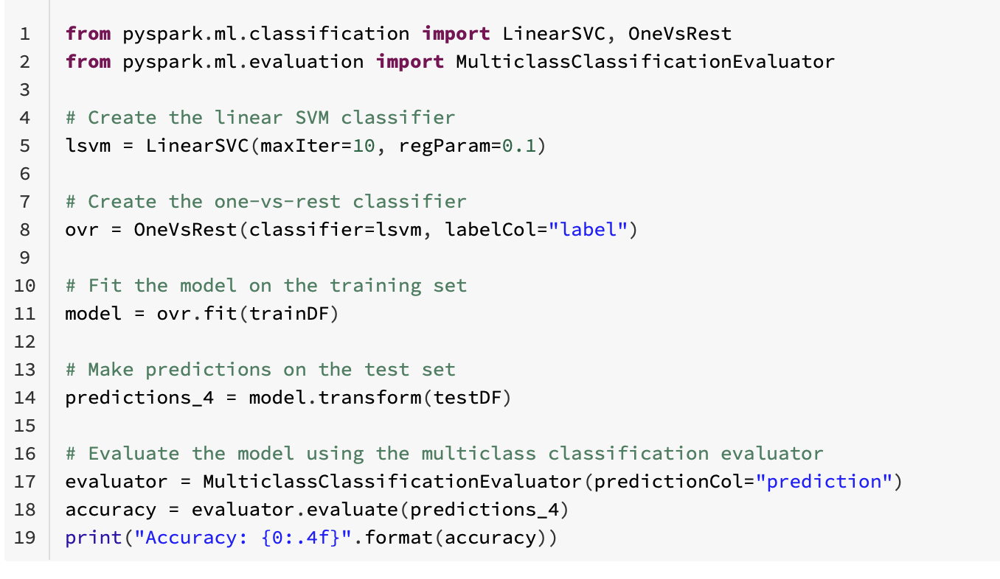 1 from pyspark.ml.classification import LinearSVC, OneVsRest
2 from pyspark.ml.evaluation import MulticlassClassificationEvaluator
3
4 # Create the linear SVM classifier
5 lsvm = LinearSVC(maxIter=10, regParam=0.1)
6
7 # Create the one-vs-rest classifier
8 ovr = OneVsRest(classifier=lsvm, labelCol="label")
9
10 # Fit the model on the training set
11 model = ovr.fit(trainDF)
12
13 # Make predictions on the test set
14 predictions_4 = model.transform(testDF)
15
16 # Evaluate the model using the multiclass classification evaluator
17 evaluator = MulticlassClassificationEvaluator(predictionCol="prediction")
18 accuracy = evaluator.evaluate(predictions_4)
19 print("Accuracy: {0:.4f}".format(accuracy))